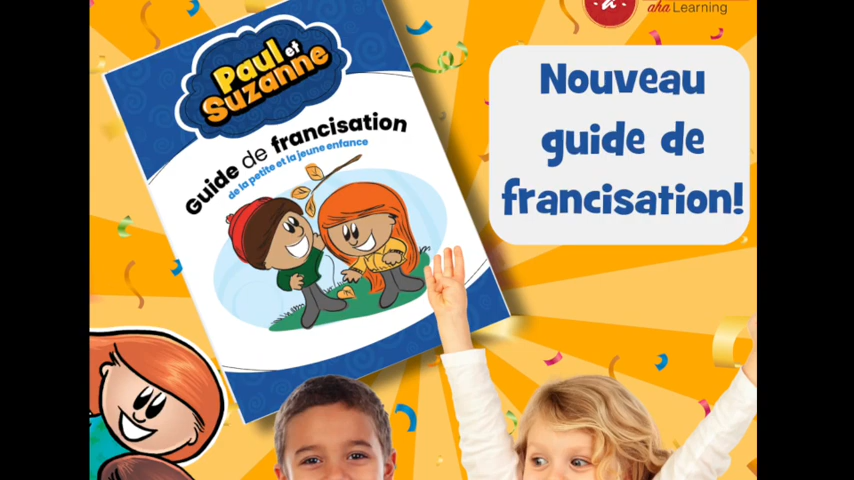 aha Learning
Paul et
Suzanne
Guide de francisation
de la petite et la jeune enfance
Nouveau
guide de
francisation!